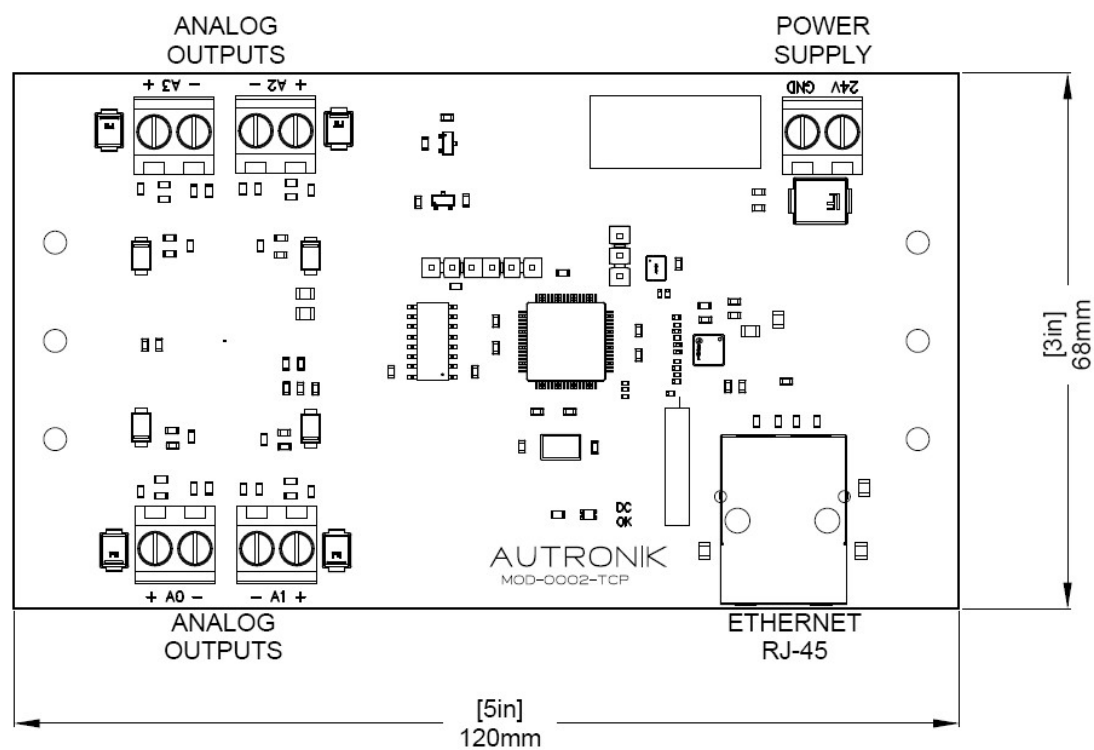 ANALOG
OUTPUTS
POWER
SUPPLY
+ A3 -
- A2 +
GND 24V
[3in]
68mm
DC
OK
AUTRONIK
MOD-0002-TCP
+ A0 -
- A1 +
ANALOG
OUTPUTS
ETHERNET
RJ-45
[5in]
120mm